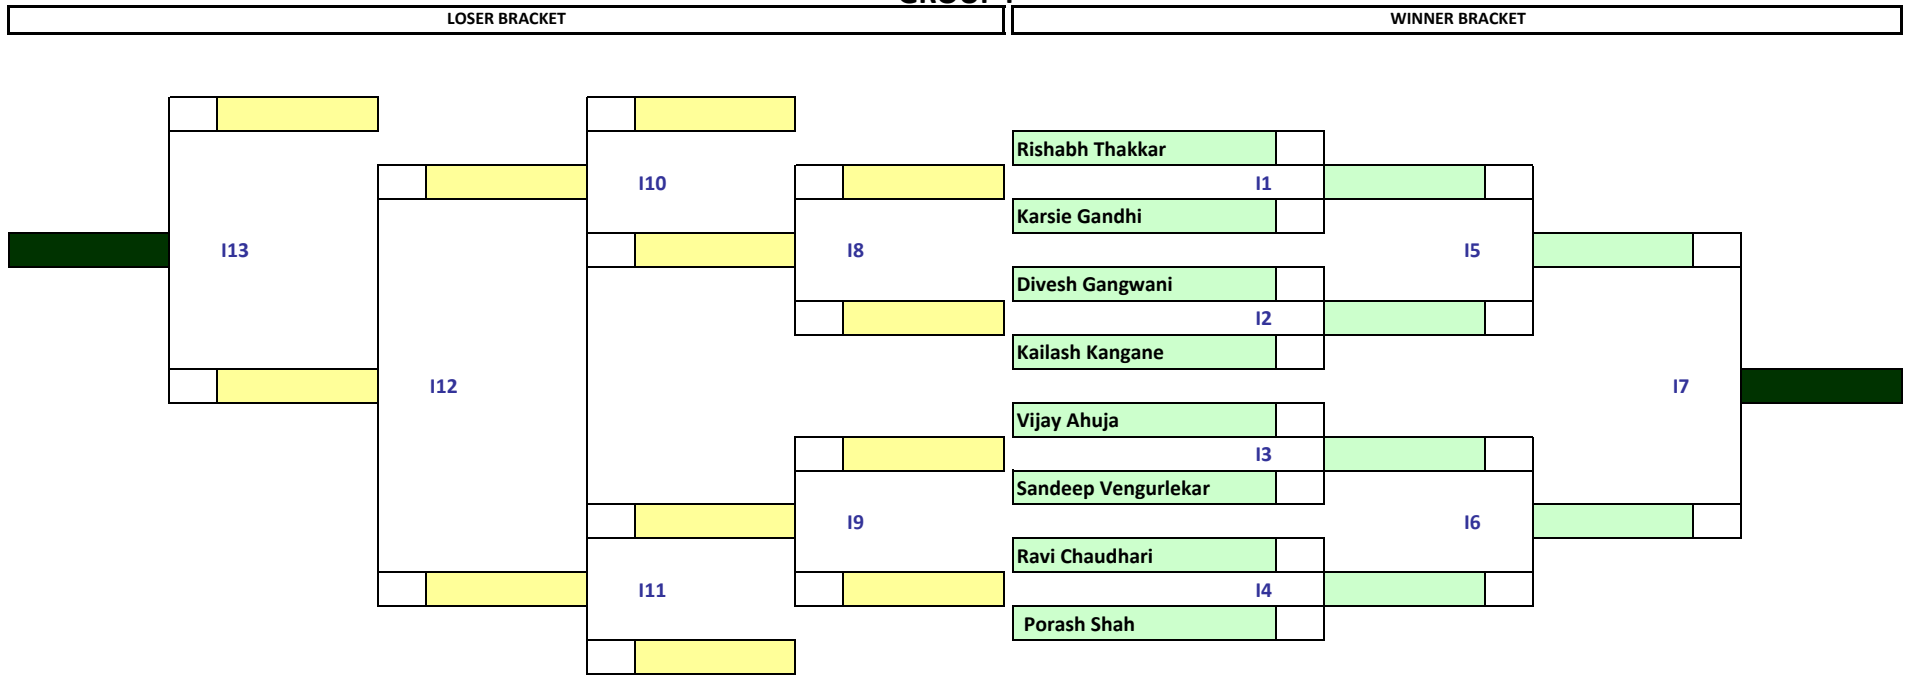 GROUP
LOSER BRACKET
WINNER BRACKET
Rishabh Thakkar
I10
I1
Karsie Gandhi
I13
I8
I5
Divesh Gangwani
I2
Kailash Kangane
I12
I7
Vijay Ahuja
I3
Sandeep Vengurlekar
I9
I6
Ravi Chaudhari
I11
I4
Porash Shah